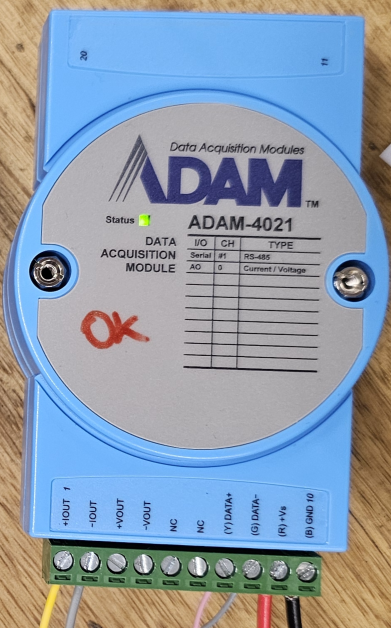 20 11
Data Acquisition Modules
ADAM TM
Status
ADAM-4021
DATA
ACQUISITION
MODULE
I/O CH TYPE
Serial #1 RS-485
AO 0 Current / Voltage
OK
+IOUT 1
-IOUT
+VOUT
-VOUT
NC
NC
(Y) DATA+
(G) DATA-
(R) +Vs
(B) GND 10